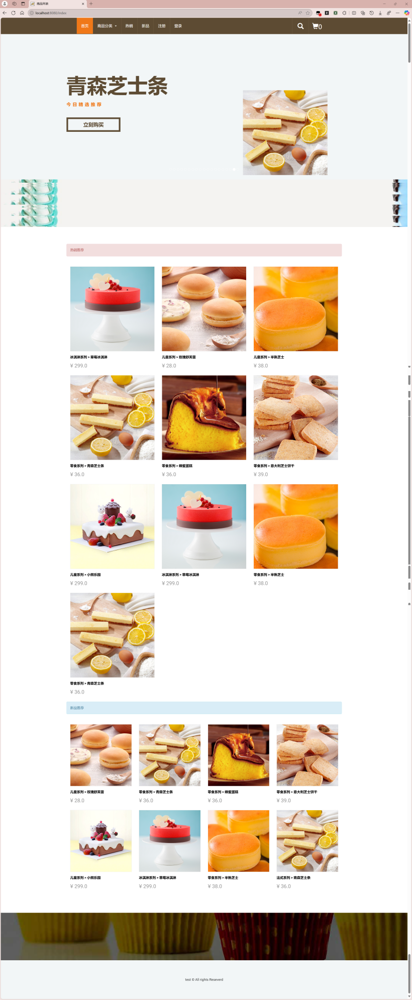 商品列表
localhost:8080/index
首页 商品分类 热销 新品 注册 登录 0
青森芝士条
今日精选推荐
立刻购买
热销推荐
冰淇淋系列 > 草莓冰淇淋 儿童系列 > 玫瑰舒芙蕾 儿童系列 > 半熟芝士
¥ 299.0 ¥ 28.0 ¥ 38.0
零食系列 > 青森芝士条 零食系列 > 蜂蜜蛋糕 零食系列 > 意大利芝士饼干
¥ 36.0 ¥ 36.0 ¥ 39.0
儿童系列 > 小熊乐园 冰淇淋系列 > 草莓冰淇淋 零食系列 > 半熟芝士
¥ 299.0 ¥ 299.0 ¥ 38.0
零食系列 > 青森芝士条
¥ 36.0
新品推荐
儿童系列 > 玫瑰舒芙蕾 零食系列 > 青森芝士条 零食系列 > 蜂蜜蛋糕 零食系列 > 意大利芝士饼干
¥ 28.0 ¥ 36.0 ¥ 36.0 ¥ 39.0
儿童系列 > 小熊乐园 冰淇淋系列 > 草莓冰淇淋 零食系列 > 半熟芝士 法式系列 > 青森芝士条
¥ 299.0 ¥ 299.0 ¥ 38.0 ¥ 36.0
test © All rights Reseverd